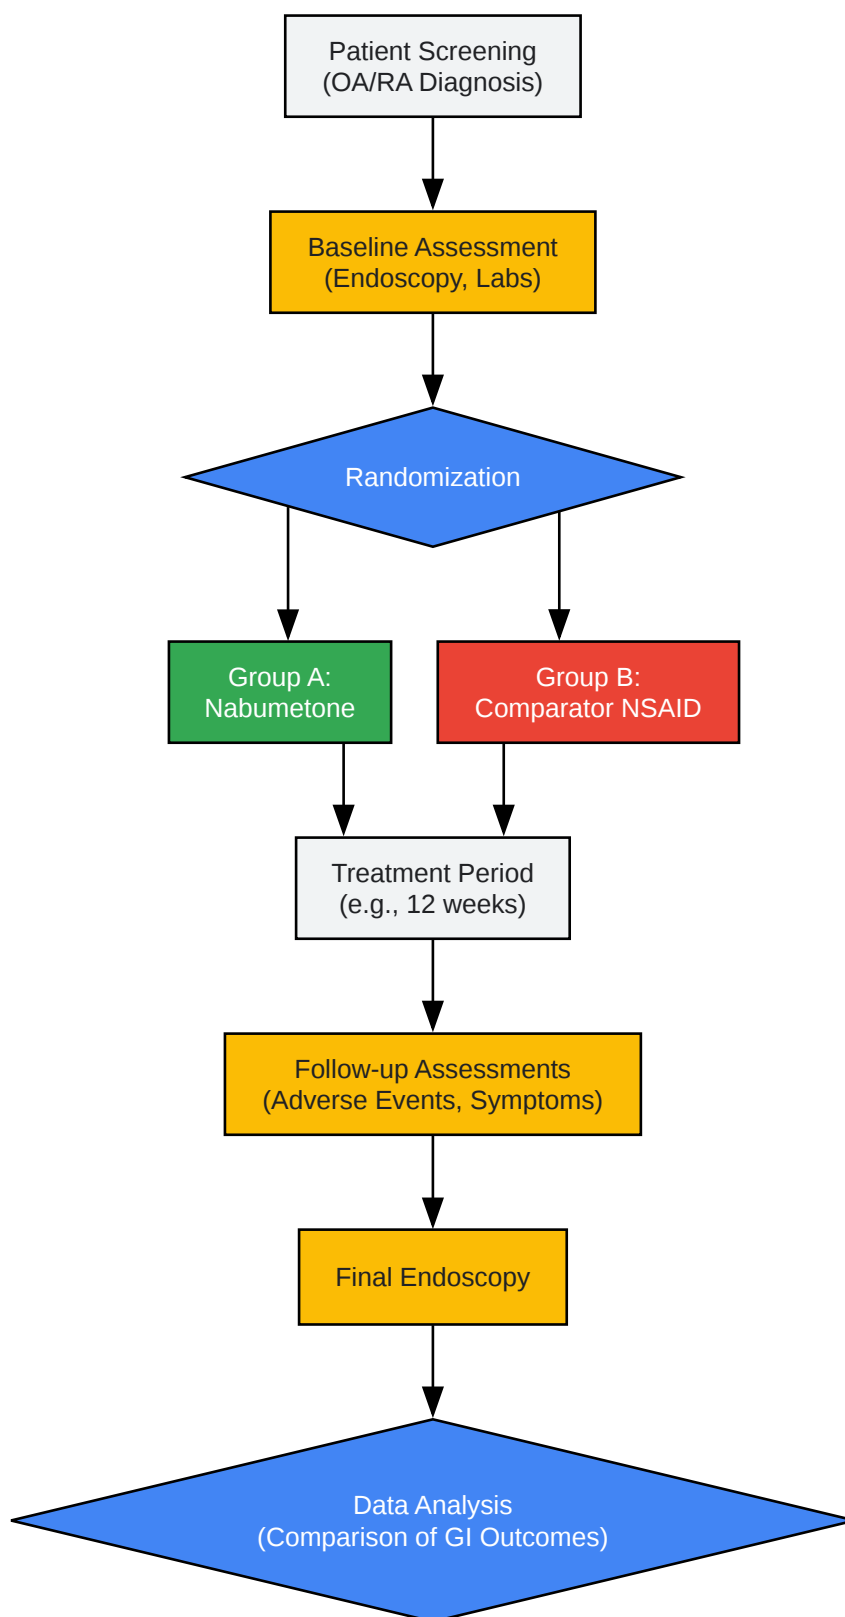 Patient Screening
(OA/RA Diagnosis)
Baseline Assessment
(Endoscopy, Labs)
Randomization
Group A:
Nabumetone
Group B:
Comparator NSAID
Treatment Period
(e.g., 12 weeks)
Follow-up Assessments
(Adverse Events, Symptoms)
Final Endoscopy
Data Analysis
(Comparison of GI Outcomes)